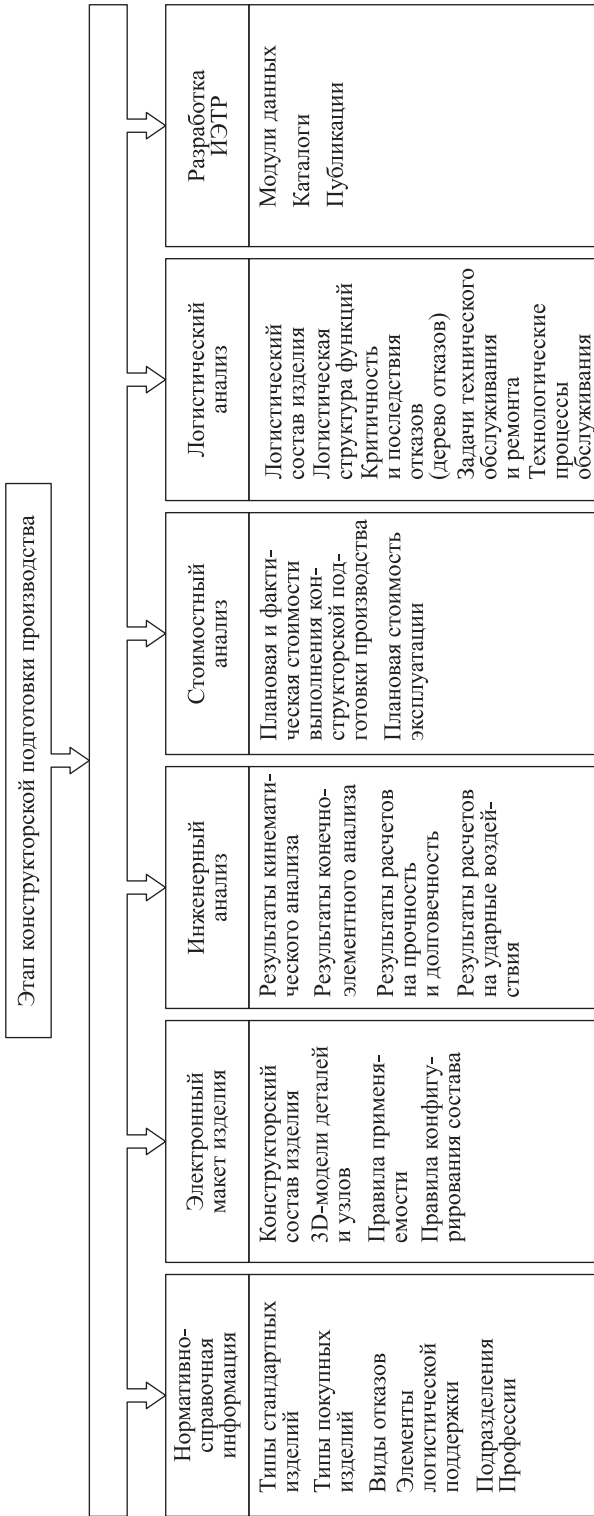 Этап конструкторской подготовки производства
Нормативно-
справочная
информация
Типы стандартных
изделий
Типы покупных
изделий
Виды отказов
Элементы
логистической
поддержки
Подразделения
Профессии
Электронный
макет изделия
Конструкторский
состав изделия
3D-модели деталей
и узлов
Правила применя-
емости
Правила конфигу-
рирования состава
Инженерный
анализ
Результаты кинемати-
ческого анализа
Результаты конечно-
элементного анализа
Результаты расчетов
на прочность
и долговечность
Результаты расчетов
на ударные воздей-
ствия
Стоимостный
анализ
Плановая и факти-
ческая стоимости
выполнения кон-
структорской под-
готовки производства
Плановая стоимость
эксплуатации
Логистический
анализ
Логистический
состав изделия
Логистическая
структура функций
Критичность
и последствия
отказов
(дерево отказов)
Задачи технического
обслуживания
и ремонта
Технологические
процессы
обслуживания
Разработка
ИЭТР
Модули данных
Каталоги
Публикации